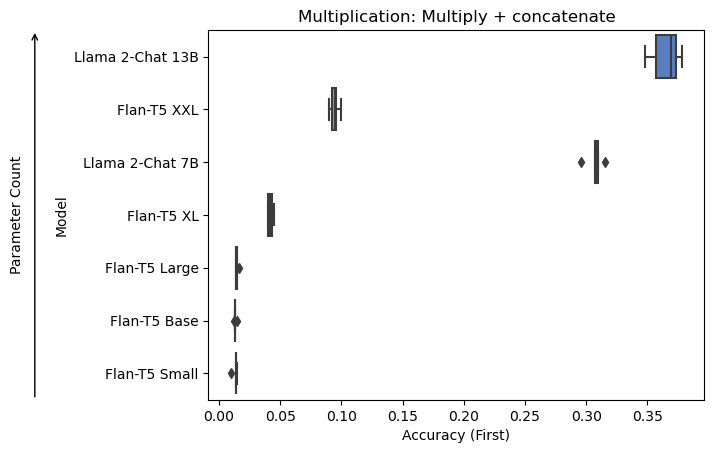 Multiplication: Multiply + concatenate
Parameter Count
Model
Llama 2-Chat 13B
Flan-T5 XXL
Llama 2-Chat 7B
Flan-T5 XL
Flan-T5 Large
Flan-T5 Base
Flan-T5 Small
0.00 0.05 0.10 0.15 0.20 0.25 0.30 0.35
Accuracy (First)